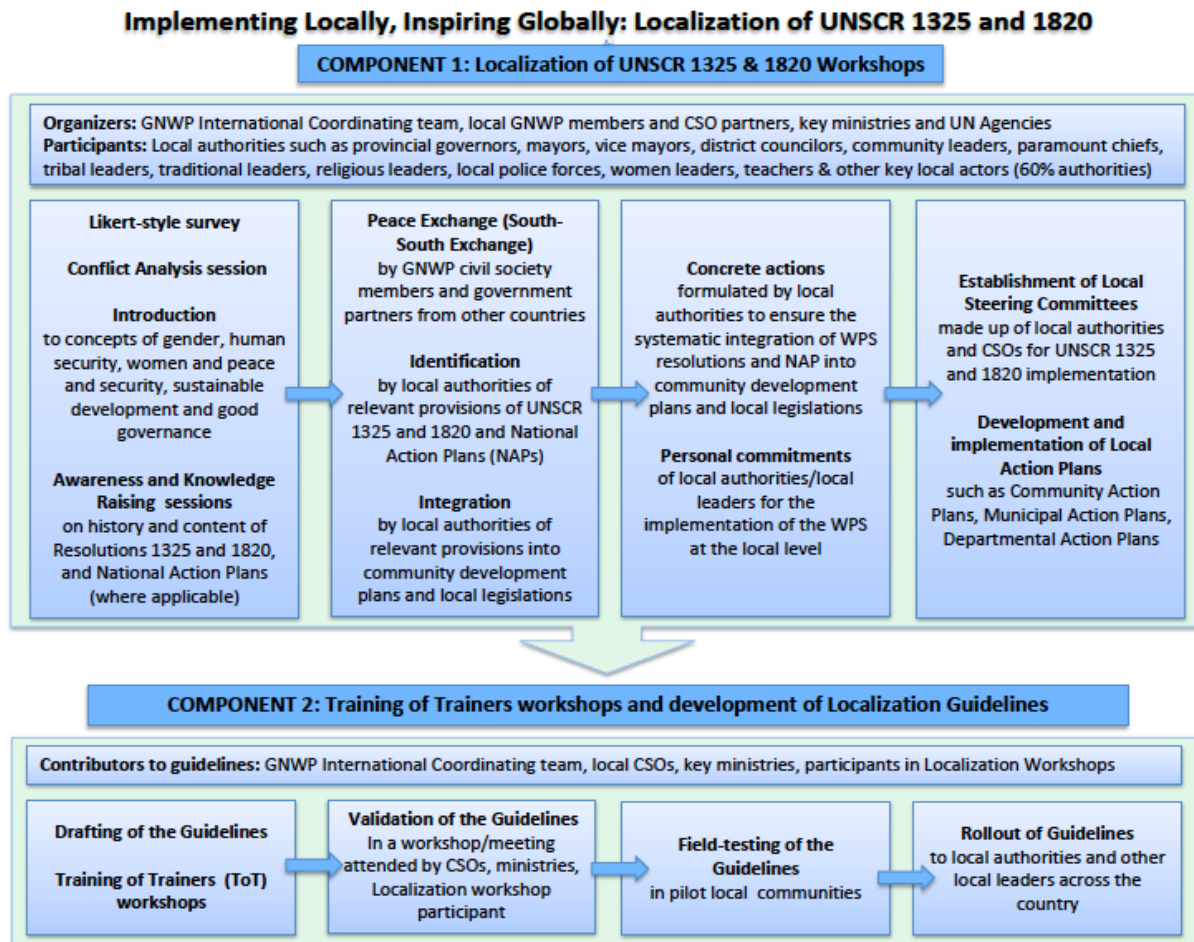 Implementing Locally, Inspiring Globally: Localization of UNSCR 1325 and 1820
COMPONENT 1: Localization of UNSCR 1325 & 1820 Workshops
Organizers: GNWP International Coordinating team, local GNWP members and CSO partners, key ministries and UN Agencies
Participants: Local authorities such as provincial governors, mayors, vice mayors, district councilors, community leaders, paramount chiefs,
tribal leaders, traditional leaders, religious leaders, local police forces, women leaders, teachers & other key local actors (60% authorities)
Likert-style survey
Conflict Analysis session
Introduction
to concepts of gender, human
security, women and peace
and security, sustainable
development and good
governance
Awareness and Knowledge
Raising sessions
on history and content of
Resolutions 1325 and 1820,
and National Action Plans
(where applicable)
Peace Exchange (South-
South Exchange)
by GNWP civil society
members and government
partners from other countries
Identification
by local authorities of
relevant provisions of UNSCR
1325 and 1820 and National
Action Plans (NAPs)
Integration
by local authorities of
relevant provisions into
community development
plans and local legislations
Concrete actions
formulated by local
authorities to ensure the
systematic integration of WPS
resolutions and NAP into
community development
plans and local legislations
Personal commitments
of local authorities/local
leaders for the
implementation of the WPS
at the local level
Establishment of Local
Steering Committees
made up of local authorities
and CSOs for UNSCR 1325
and 1820 implementation
Development and
implementation of Local
Action Plans
such as Community Action
Plans, Municipal Action Plans,
Departmental Action Plans
COMPONENT 2: Training of Trainers workshops and development of Localization Guidelines
Contributors to guidelines: GNWP International Coordinating team, local CSOs, key ministries, participants in Localization Workshops
Drafting of the Guidelines
Training of Trainers (ToT)
workshops
Validation of the Guidelines
In a workshop/meeting
attended by CSOs, ministries,
Localization workshop
participant
Field-testing of the
Guidelines
in pilot local communities
Rollout of Guidelines
to local authorities and other
local leaders across the
country